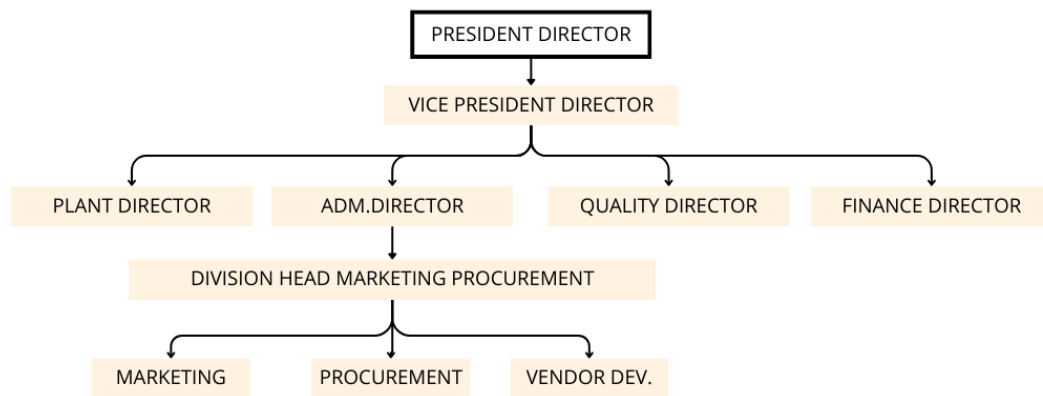 PRESIDENT DIRECTOR
VICE PRESIDENT DIRECTOR
PLANT DIRECTOR
ADM.DIRECTOR
QUALITY DIRECTOR
FINANCE DIRECTOR
DIVISION HEAD MARKETING PROCUREMENT
MARKETING
PROCUREMENT
VENDOR DEV.